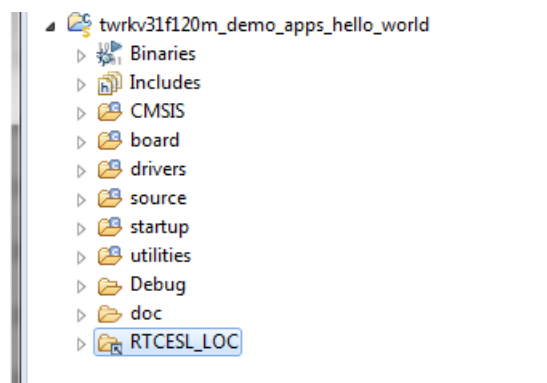 twrkv31f120m_demo_apps_hello_world
Binaries
Includes
CMSIS
board
drivers
source
startup
utilities
Debug
doc
RTCESL_LOC